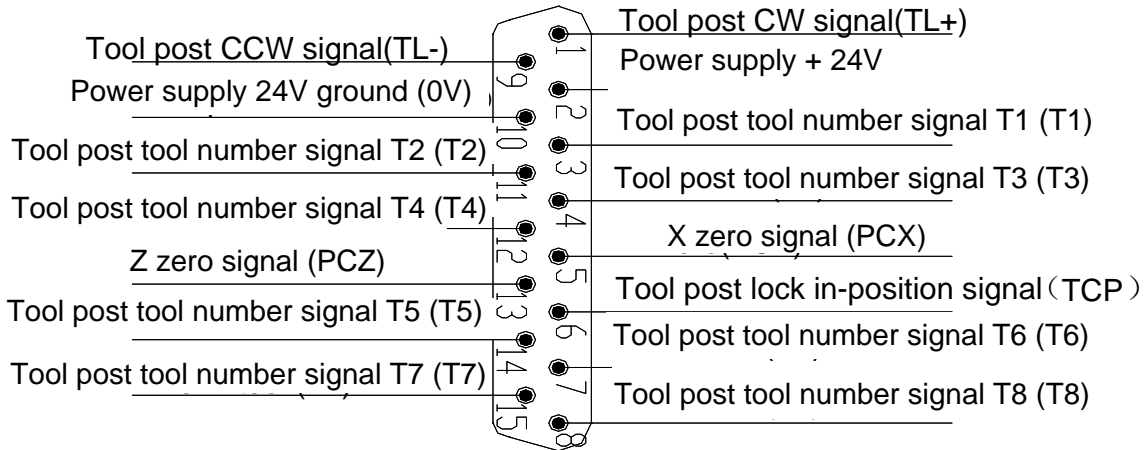 Tool post CW signal(TL+)
Tool post CCW signal(TL-)
Power supply + 24V
Power supply 24V ground (0V)
Tool post tool number signal T1 (T1)
Tool post tool number signal T2 (T2)
Tool post tool number signal T3 (T3)
Tool post tool number signal T4 (T4)
X zero signal (PCX)
Z zero signal (PCZ)
Tool post lock in-position signal（TCP）
Tool post tool number signal T5 (T5)
Tool post tool number signal T6 (T6)
Tool post tool number signal T7 (T7)
Tool post tool number signal T8 (T8)
1
9
2
10
3
11
4
12
5
13
6
14
7
15
8